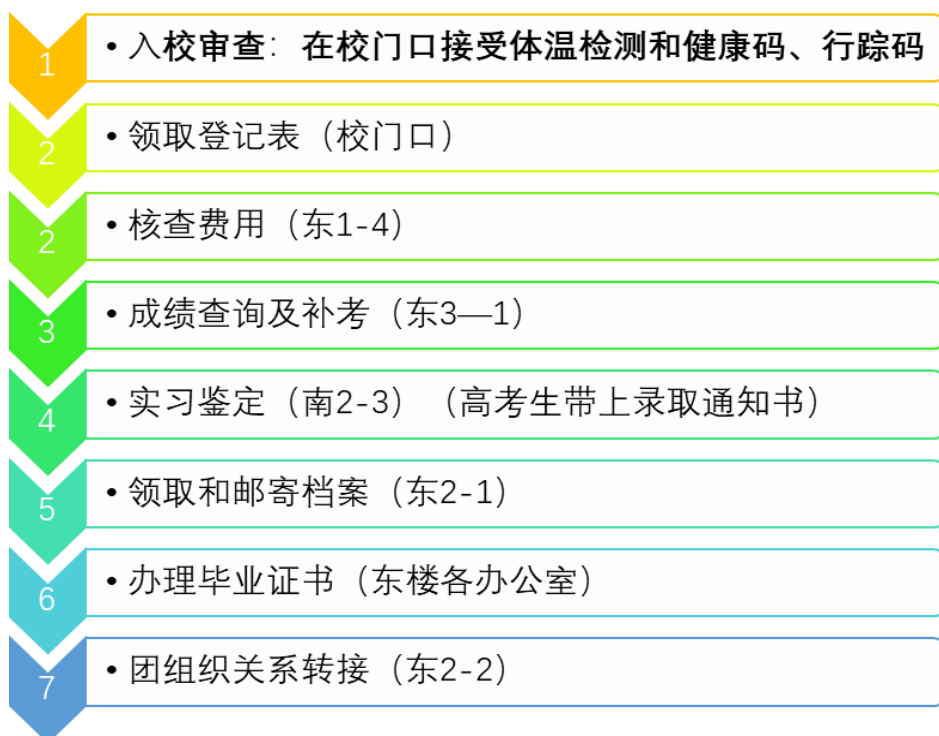 1
• 入校审查：在校门口接受体温检测和健康码、行踪码
2
• 领取登记表（校门口）
2
• 核查费用（东1-4）
3
• 成绩查询及补考（东3—1）
4
• 实习鉴定（南2-3）（高考生带上录取通知书）
5
• 领取和邮寄档案（东2-1）
6
• 办理毕业证书（东楼各办公室）
7
• 团组织关系转接（东2-2）